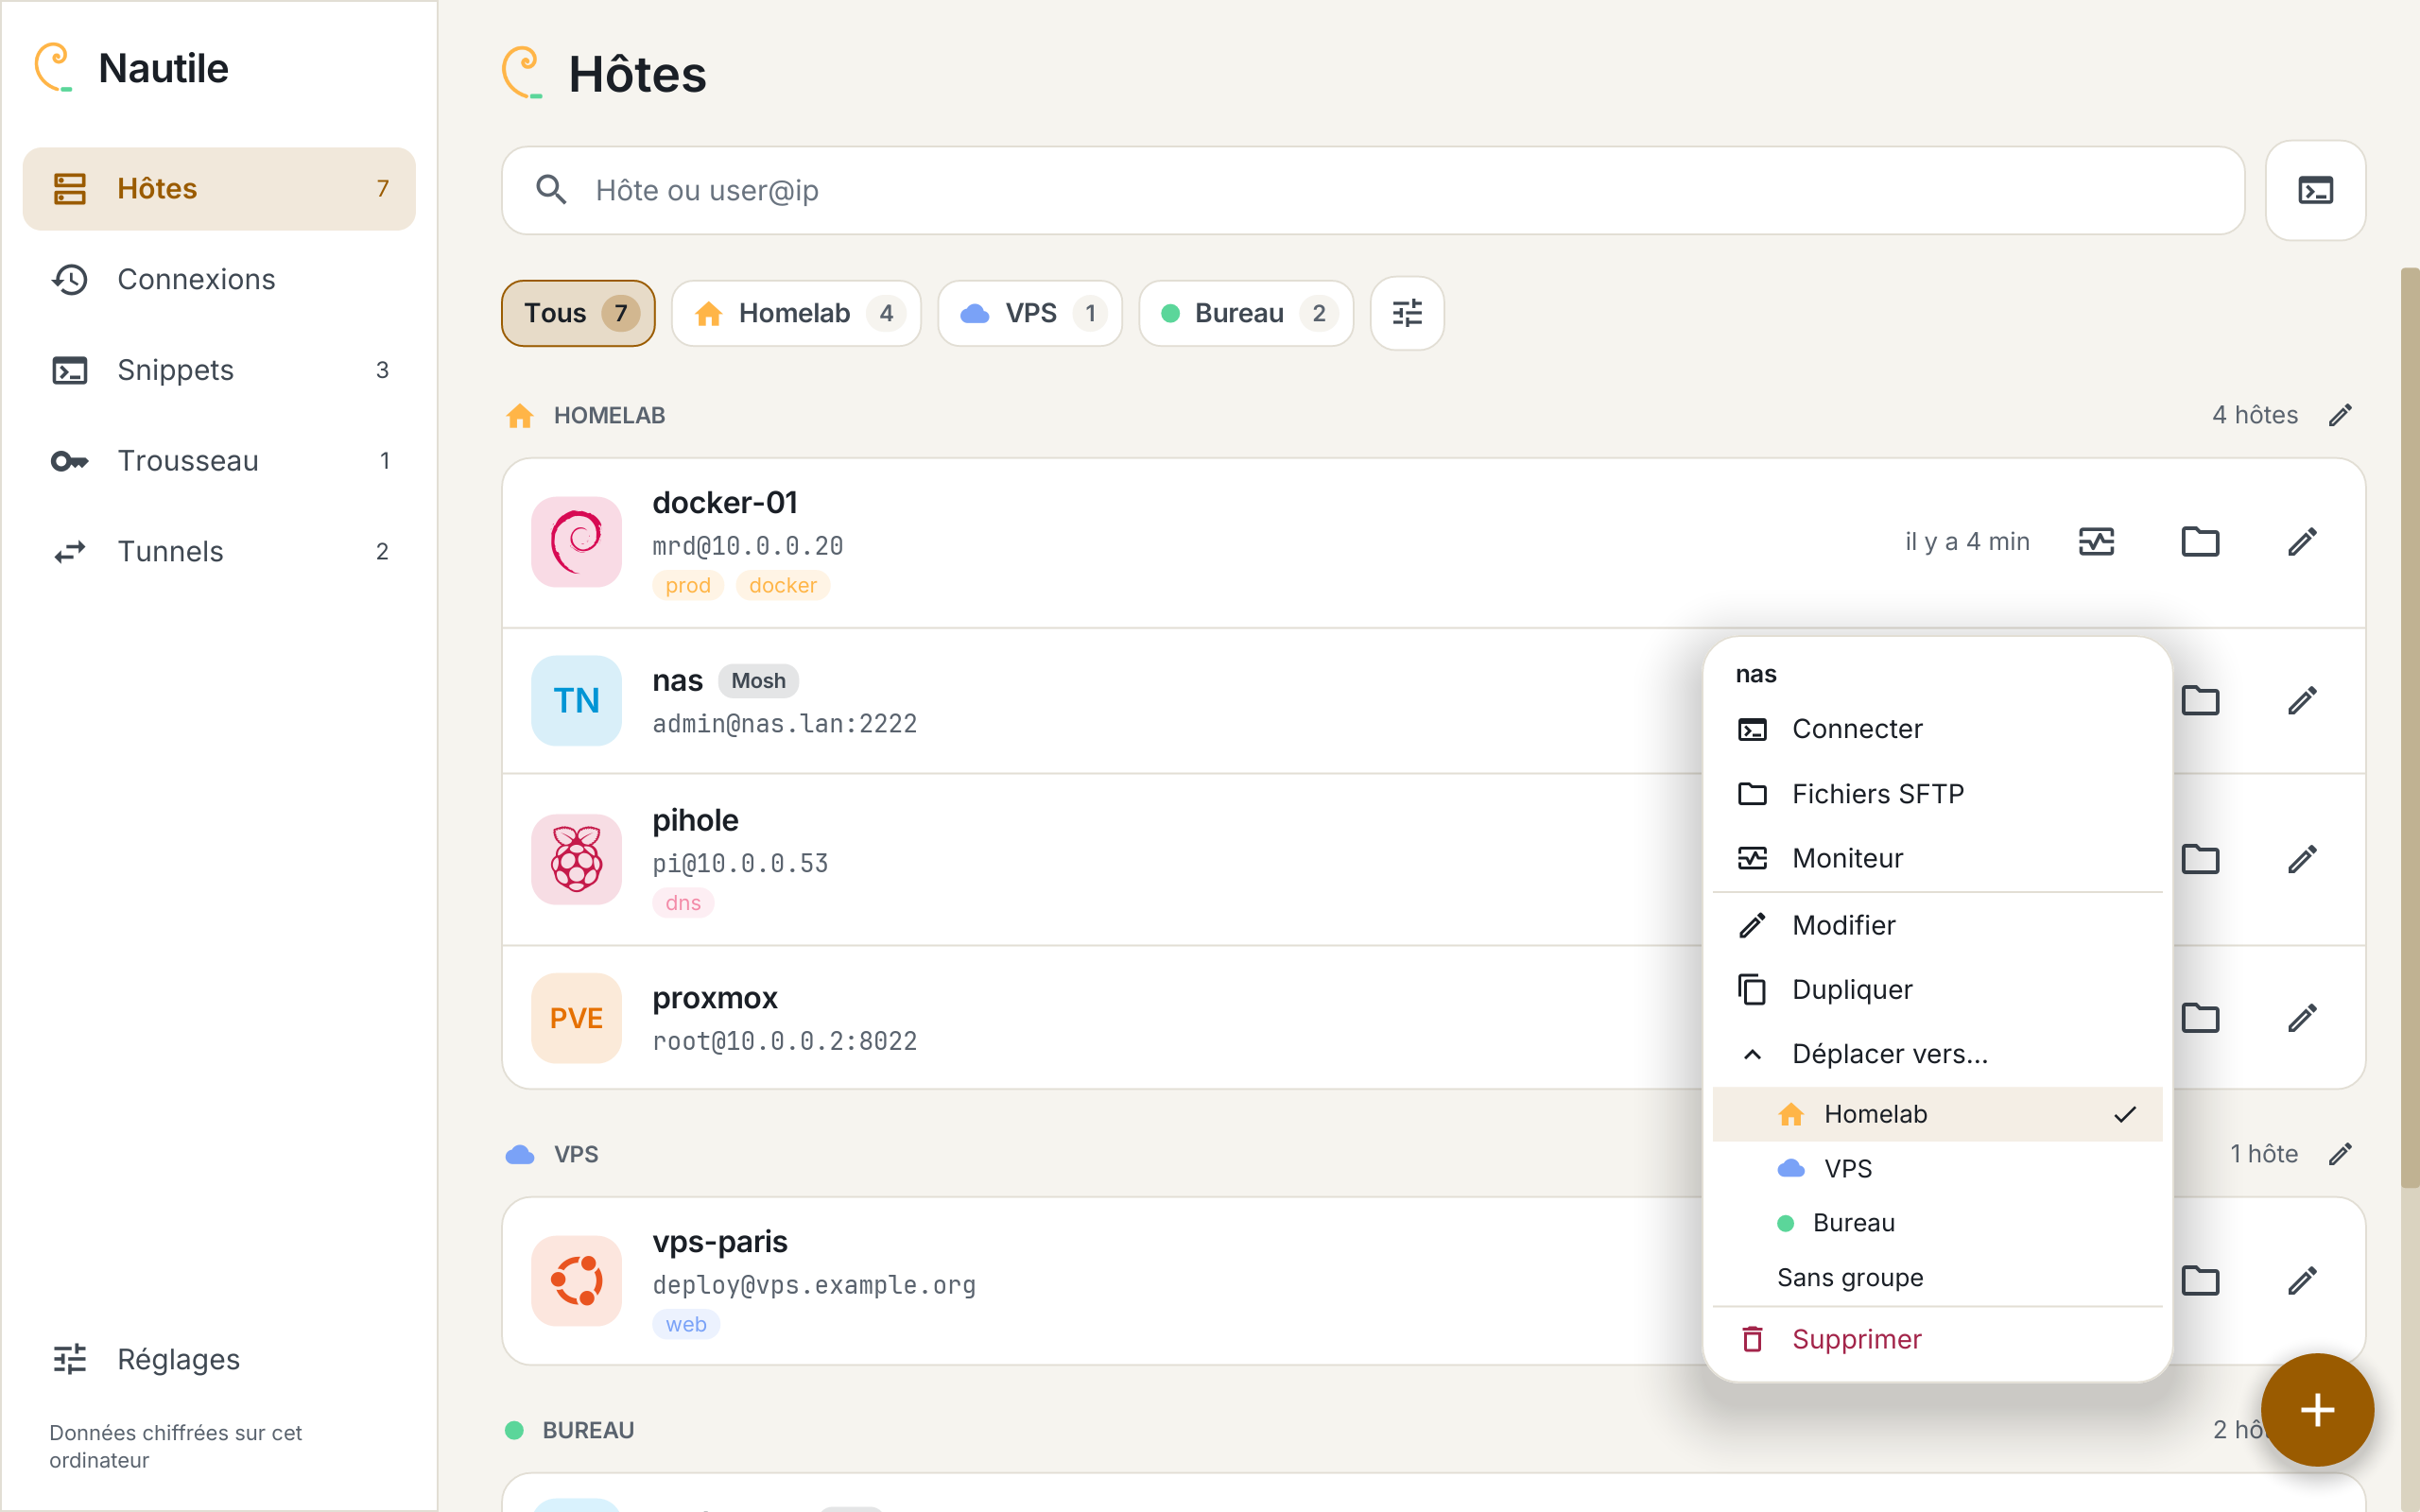 Nautile
Hôtes 7
Connexions
Snippets 3
Trousseau 1
Tunnels 2
Réglages
Données chiffrées sur cet
ordinateur
Hôtes
Hôte ou user@ip
Tous 7 Homelab 4 VPS 1 Bureau 2
HOMELAB 4 hôtes
docker-01
mrd@10.0.0.20
prod docker
il y a 4 min
TN
nas Mosh
admin@nas.lan:2222
pihole
pi@10.0.0.53
dns
PVE
proxmox
root@10.0.0.2:8022
VPS 1 hôte
vps-paris
deploy@vps.example.org
web
BUREAU 2
nas
Connecter
Fichiers SFTP
Moniteur
Modifier
Dupliquer
Déplacer vers...
Homelab
VPS
Bureau
Sans groupe
Supprimer